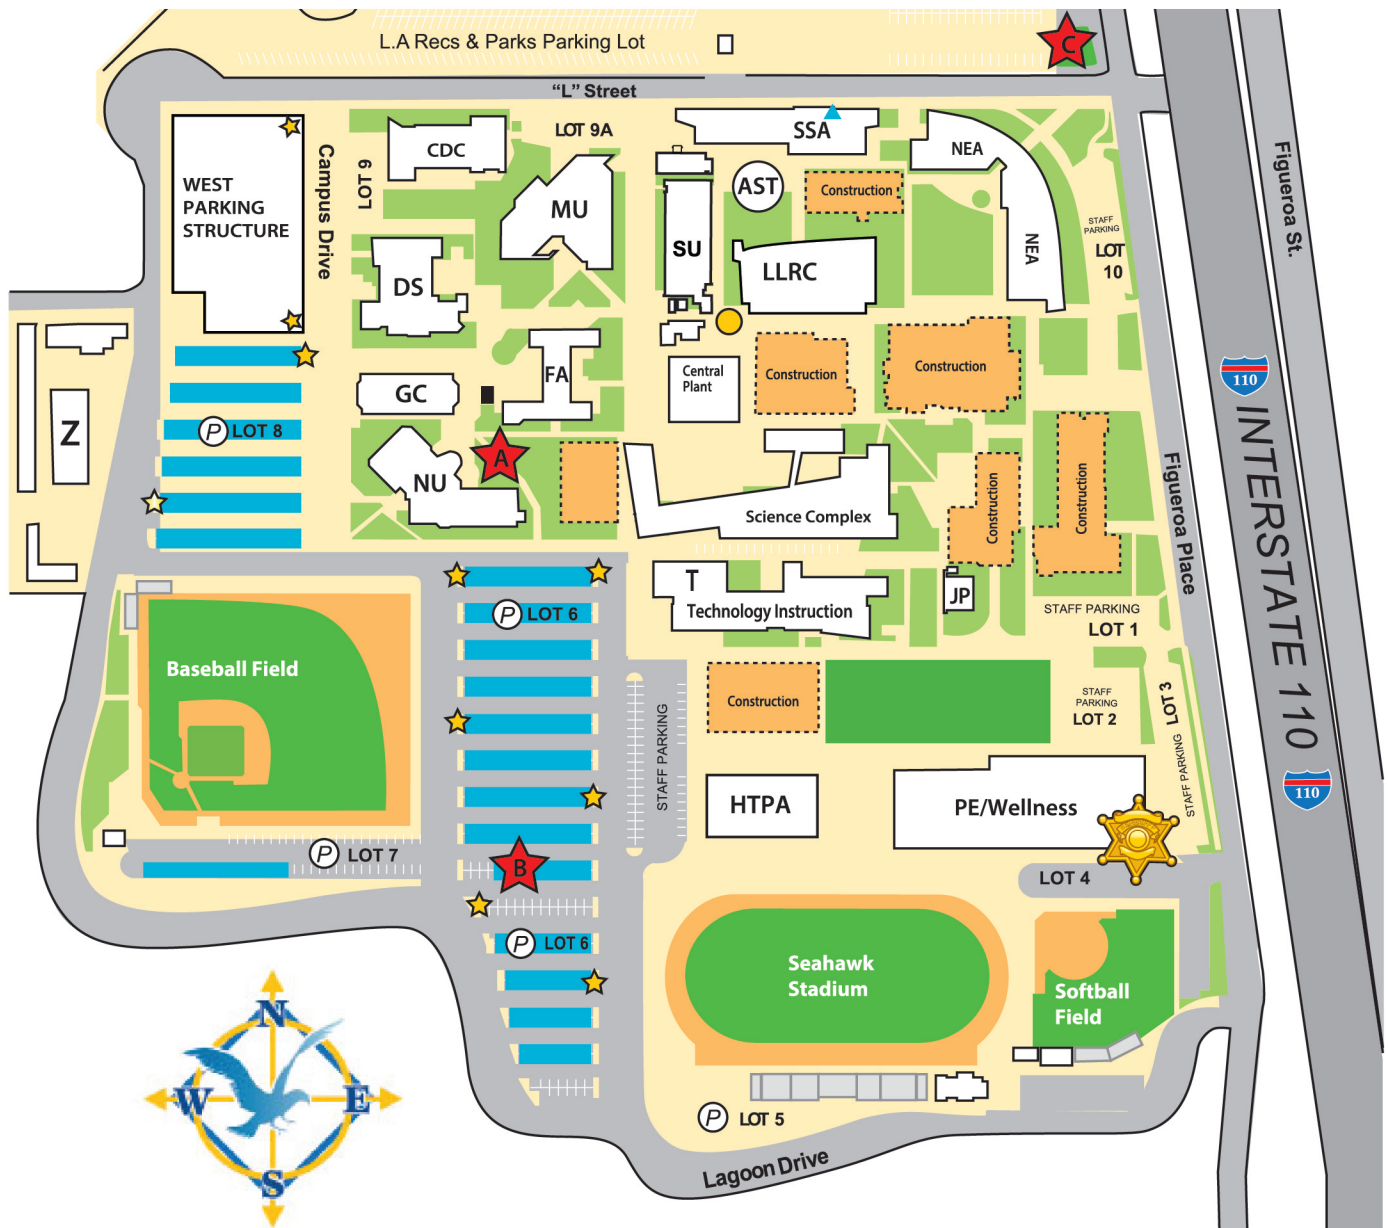 L.A Recs & Parks Parking Lot
C
“L” Street
LOT 9A
SSA
CDC
NEA
WEST
PARKING
STRUCTURE
Campus Drive
LOT 9
MU
AST
Construction
Figueroa St.
STAFF
PARKING
LOT
10
NEA
SU
LLRC
DS
110
Central
Plant
Construction
Construction
FA
GC
INTERSTATE 110
Z
P LOT 8
A
NU
Figueroa Place
Science Complex
Construction
Construction
T
Technology Instruction
JP
STAFF PARKING
LOT 1
P LOT 6
Baseball Field
STAFF PARKING
Construction
STAFF
PARKING
LOT 2
LOT 3
STAFF PARKING
110
HTPA
PE/Wellness
P LOT 7
B
LOT 4
P LOT 6
Seahawk
Stadium
Softball
Field
N
W
E
S
P LOT 5
Lagoon Drive